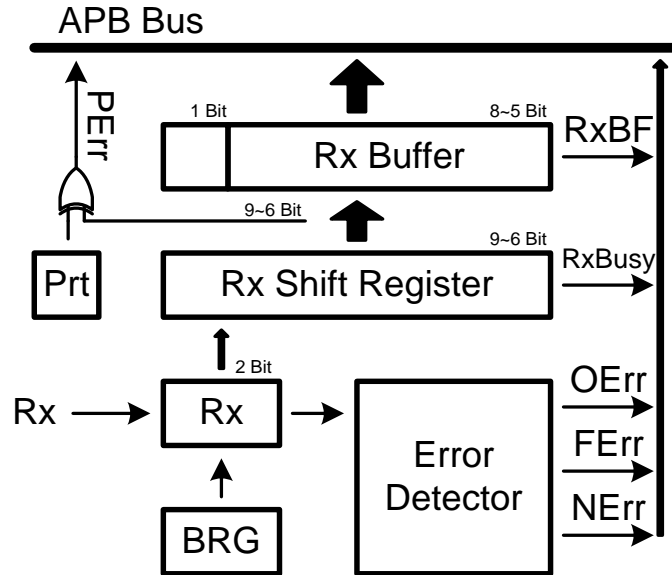 APB Bus
PErr
1 Bit
8~5 Bit
Rx Buffer
RxBF
9~6 Bit
9~6 Bit
Prt
Rx Shift Register
RxBusy
2 Bit
Rx
Rx
OErr
Error
Detector
FErr
NErr
BRG